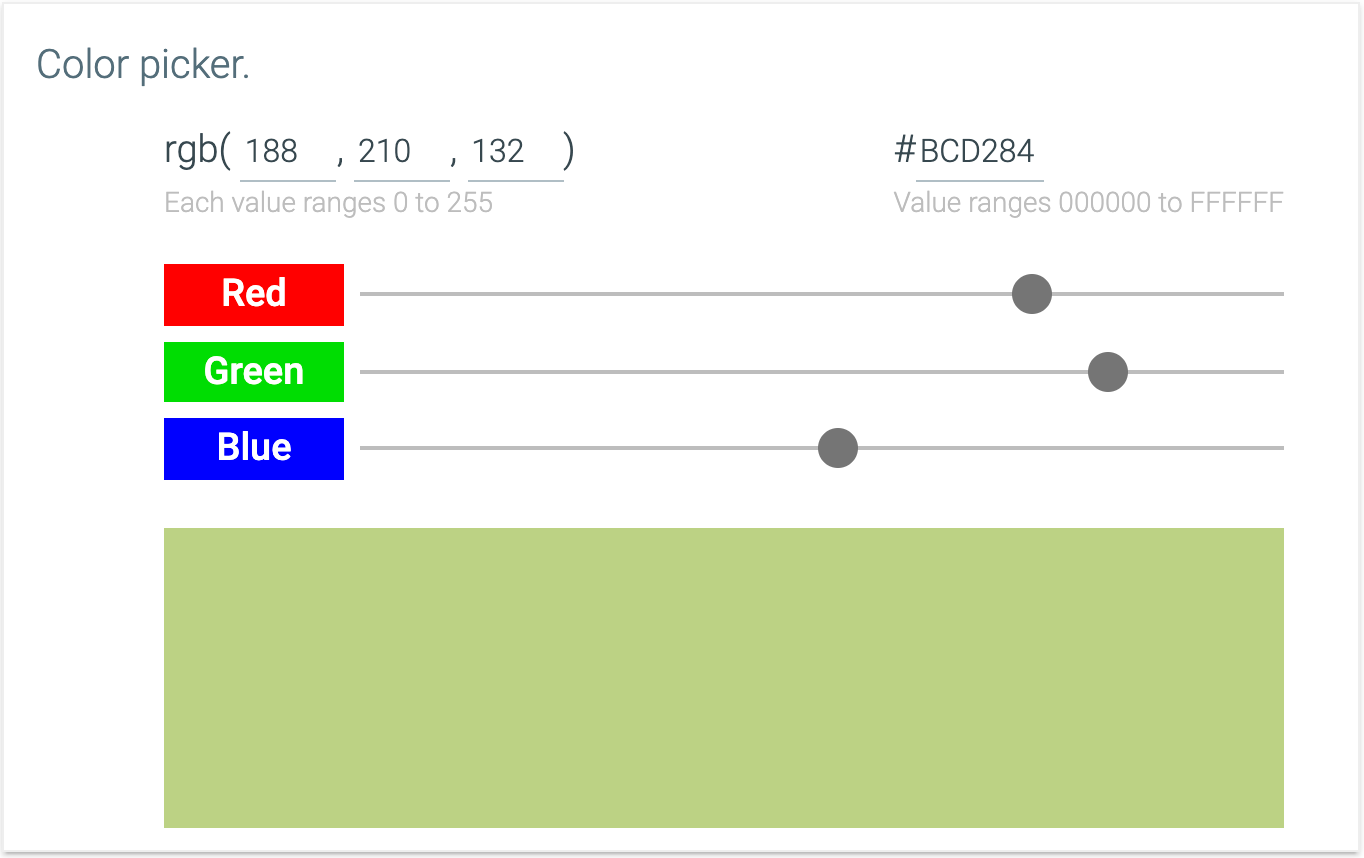 Color picker.
rgb( 188 , 210 , 132 ) #BCD284
Each value ranges 0 to 255 Value ranges 000000 to FFFFFF
Red
Green
Blue